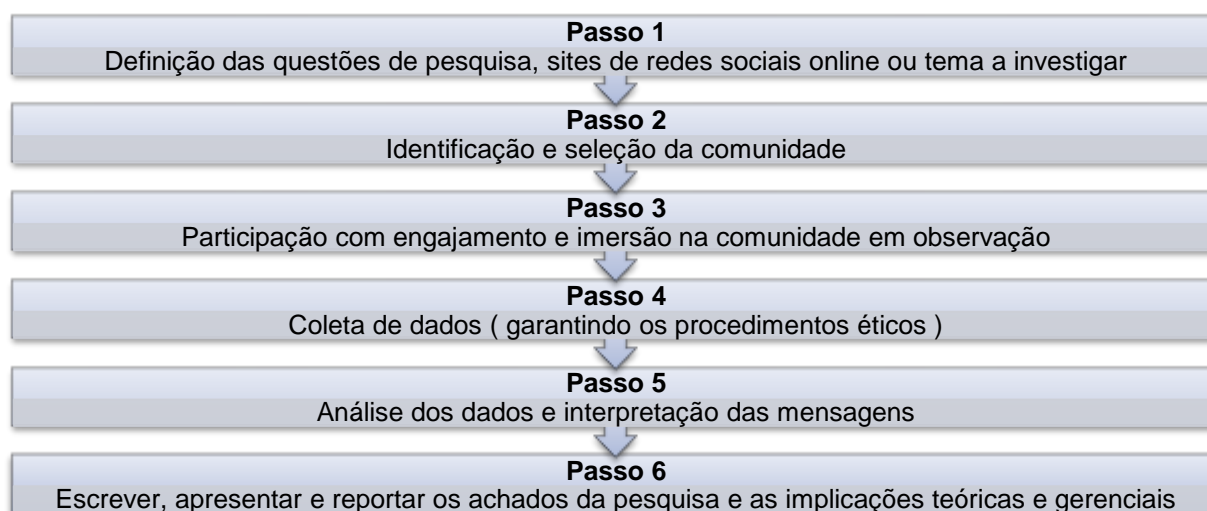 Passo 1
Definição das questões de pesquisa, sites de redes sociais online ou tema a investigar
Passo 2
Identificação e seleção da comunidade
Passo 3
Participação com engajamento e imersão na comunidade em observação
Passo 4
Coleta de dados ( garantindo os procedimentos éticos )
Passo 5
Análise dos dados e interpretação das mensagens
Passo 6
Escrever, apresentar e reportar os achados da pesquisa e as implicações teóricas e gerenciais